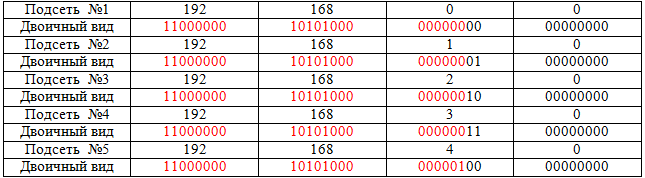 Подсеть №1 192 168 0 0
Двоичный вид 11000000 10101000 00000000 00000000
Подсеть №2 192 168 1 0
Двоичный вид 11000000 10101000 00000001 00000000
Подсеть №3 192 168 2 0
Двоичный вид 11000000 10101000 00000010 00000000
Подсеть №4 192 168 3 0
Двоичный вид 11000000 10101000 00000011 00000000
Подсеть №5 192 168 4 0
Двоичный вид 11000000 10101000 00000100 00000000